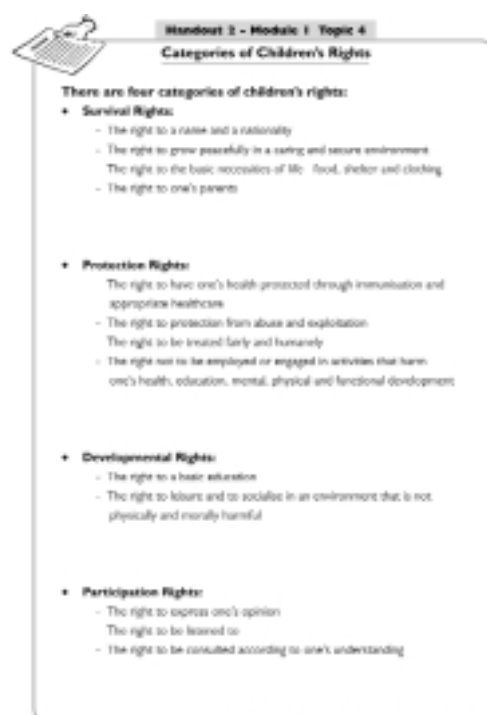 Handout 2 – Module 1 Topic 4
Categories of Children's Rights
There are four categories of children's rights:
• Survival Rights:
– The right to a name and a nationality
– The right to grow peacefully in a caring and secure environment
The right to the basic necessities of life food, shelter and clothing
– The right to one's parents
• Protection Rights:
The right to have one's health protected through immunisation and
appropriate healthcare
– The right to protection from abuse and exploitation
The right to be treated fairly and humanely
– The right not to be employed or engaged in activities that harm
one's health, education, mental, physical and functional development
• Developmental Rights:
– The right to a basic education
– The right to leisure and to socialise in an environment that is not
physically and morally harmful
• Participation Rights:
– The right to express one's opinion
The right to be listened to
– The right to be consulted according to one's understanding